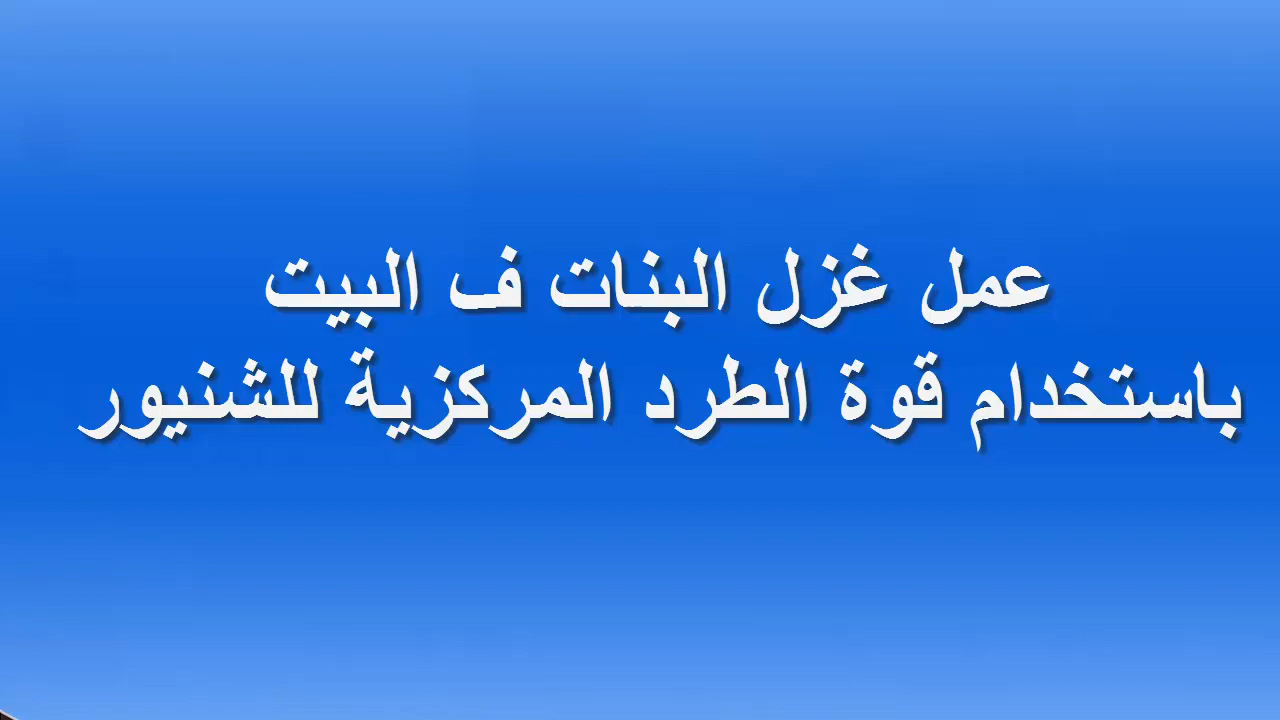 عمل غزل البنات ف البيت
باستخدام قوة الطرد المركزية للشنيور